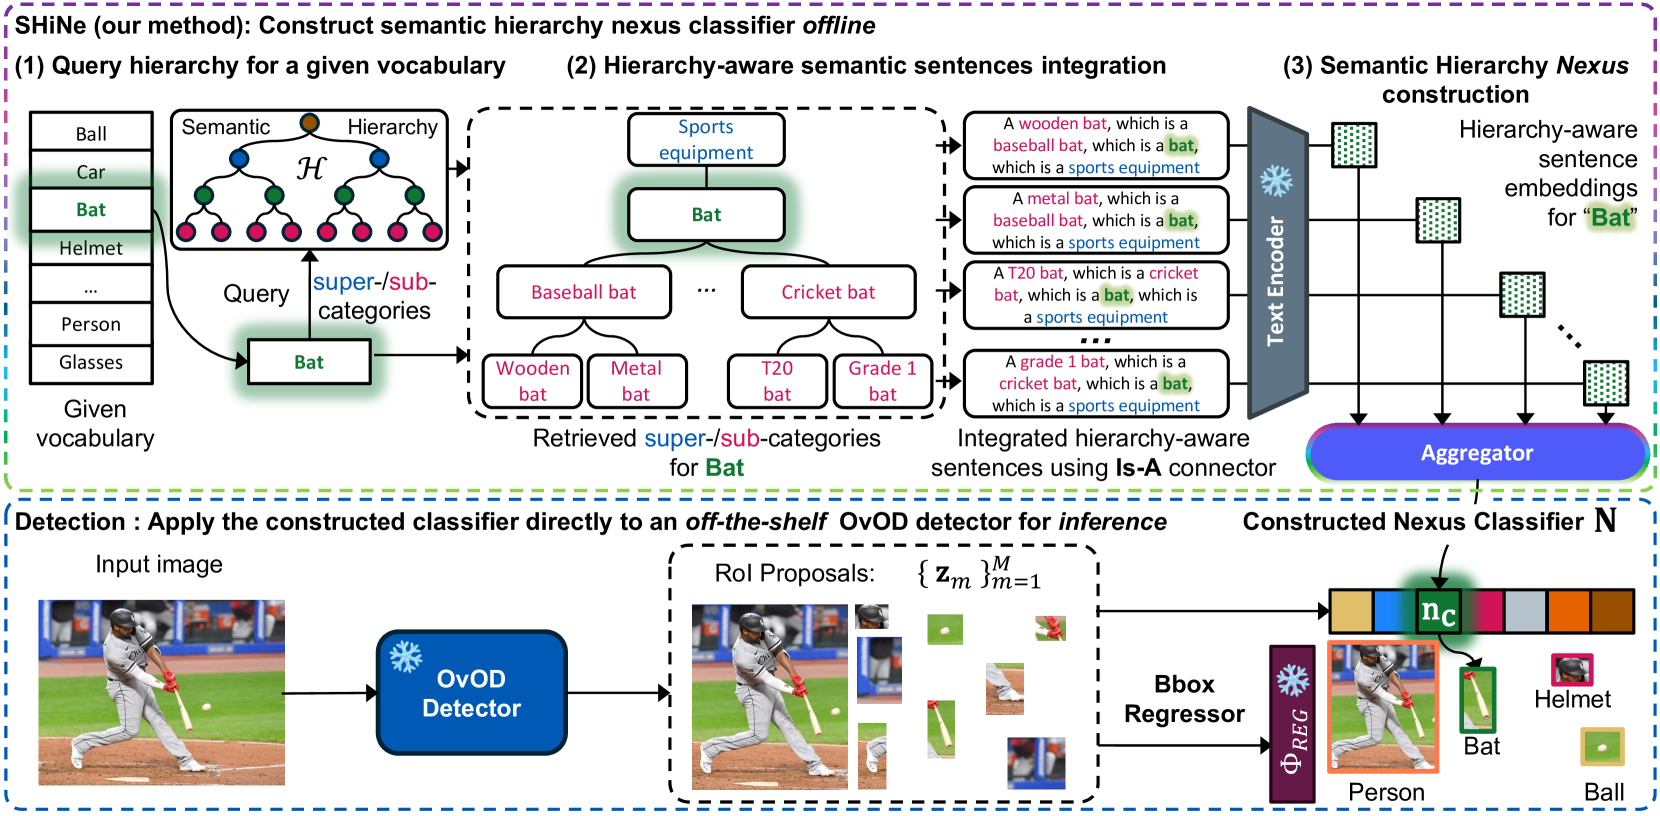 SHiNe (our method): Construct semantic hierarchy nexus classifier offline
(1) Query hierarchy for a given vocabulary
Ball
Car
Bat
Helmet
...
Person
Glasses
Given
vocabulary
Semantic
Hierarchy
ℋ
Query
super-/sub-
categories
Bat
(2) Hierarchy-aware semantic sentences integration
Sports
equipment
Bat
Baseball bat
...
Cricket bat
Wooden
bat
Metal
bat
T20
bat
Grade 1
bat
Retrieved super-/sub-categories
for Bat
A wooden bat, which is a
baseball bat, which is a bat,
which is a sports equipment
A metal bat, which is a
baseball bat, which is a bat,
which is a sports equipment
A T20 bat, which is a cricket
bat, which is a bat, which is
a sports equipment
...
A grade 1 bat, which is a
cricket bat, which is a bat,
which is a sports equipment
Integrated hierarchy-aware
sentences using Is-A connector
Text Encoder
(3) Semantic Hierarchy Nexus
construction
Hierarchy-aware
sentence
embeddings
for “Bat”
Aggregator
Detection : Apply the constructed classifier directly to an off-the-shelf OvOD detector for inference
Constructed Nexus Classifier N
Input image
OvOD
Detector
RoI Proposals: { z_m }_{m=1}^{M}
Bbox
Regressor
Φ_REG
n_C
Person
Bat
Helmet
Ball